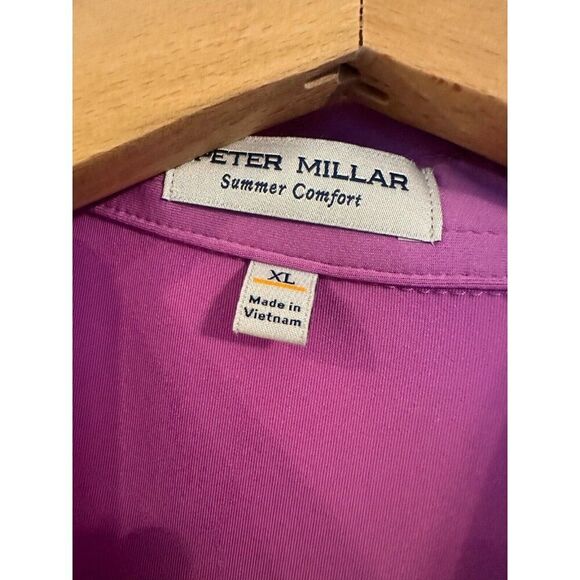 PETER MILLAR
Summer Comfort
XL
Made in
Vietnam